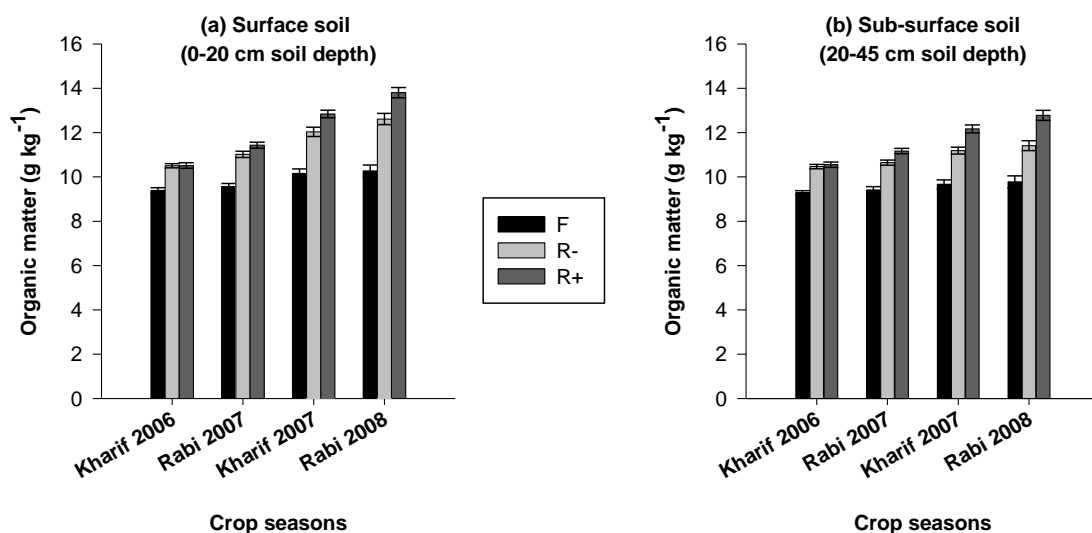 (a) Surface soil
(0-20 cm soil depth)
Organic matter (g kg⁻¹)
16
14
12
10
8
6
4
2
0
Kharif 2006
Rabi 2007
Kharif 2007
Rabi 2008
Crop seasons
F
R-
R+
(b) Sub-surface soil
(20-45 cm soil depth)
Organic matter (g kg⁻¹)
16
14
12
10
8
6
4
2
0
Kharif 2006
Rabi 2007
Kharif 2007
Rabi 2008
Crop seasons